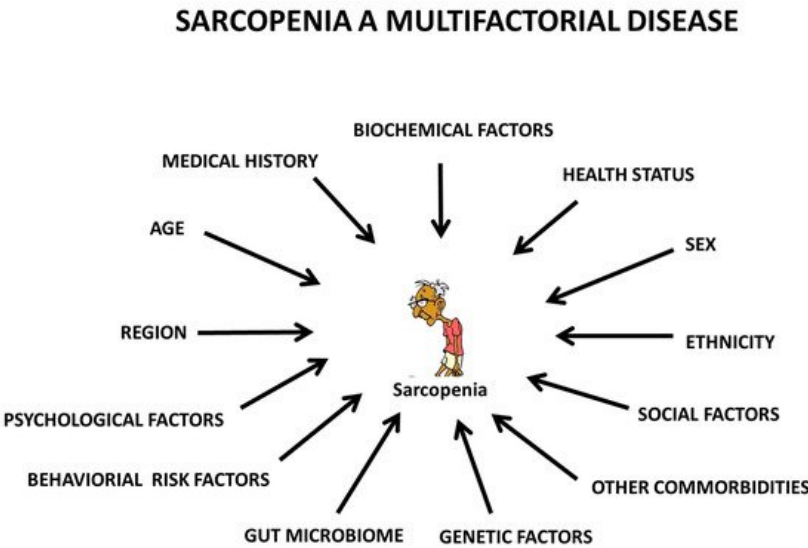 SARCOPENIA A MULTIFACTORIAL DISEASE
BIOCHEMICAL FACTORS
MEDICAL HISTORY
HEALTH STATUS
AGE
SEX
REGION
ETHNICITY
Sarcopenia
PSYCHOLOGICAL FACTORS
SOCIAL FACTORS
BEHAVIORIAL RISK FACTORS
OTHER COMMORBIDITIES
GUT MICROBIOME
GENETIC FACTORS